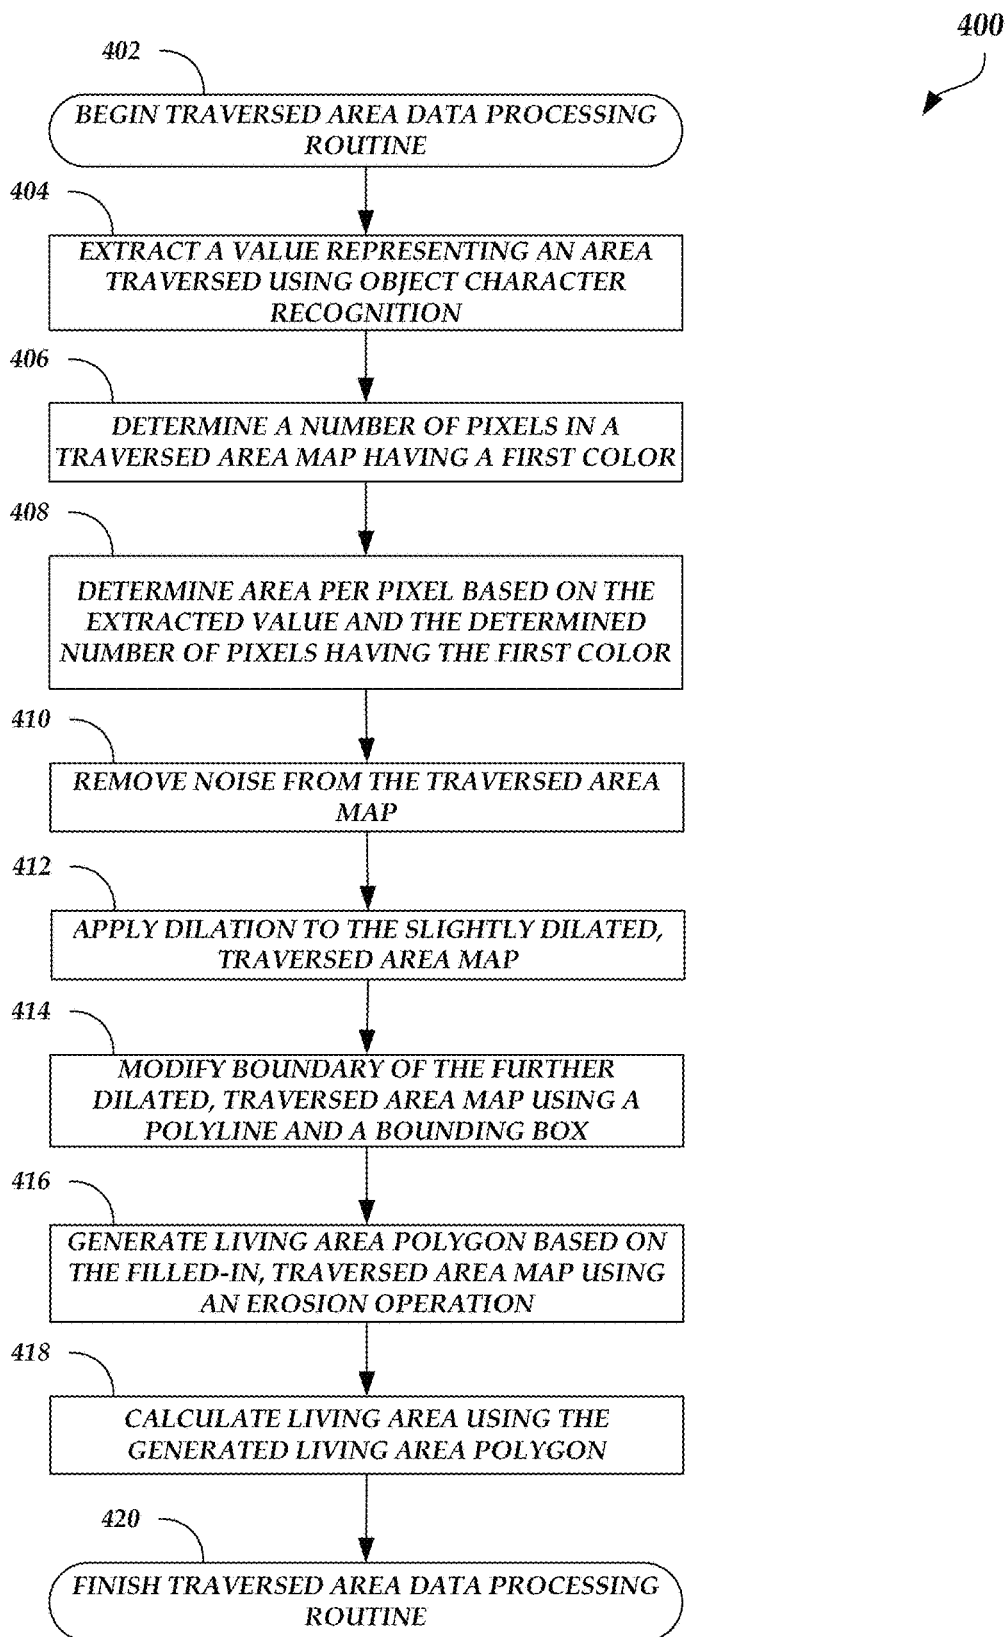 400
402
BEGIN TRAVERSED AREA DATA PROCESSING
ROUTINE
404
EXTRACT A VALUE REPRESENTING AN AREA
TRAVERSED USING OBJECT CHARACTER
RECOGNITION
406
DETERMINE A NUMBER OF PIXELS IN A
TRAVERSED AREA MAP HAVING A FIRST COLOR
408
DETERMINE AREA PER PIXEL BASED ON THE
EXTRACTED VALUE AND THE DETERMINED
NUMBER OF PIXELS HAVING THE FIRST COLOR
410
REMOVE NOISE FROM THE TRAVERSED AREA
MAP
412
APPLY DILATION TO THE SLIGHTLY DILATED,
TRAVERSED AREA MAP
414
MODIFY BOUNDARY OF THE FURTHER
DILATED, TRAVERSED AREA MAP USING A
POLYLINE AND A BOUNDING BOX
416
GENERATE LIVING AREA POLYGON BASED ON
THE FILLED-IN, TRAVERSED AREA MAP USING
AN EROSION OPERATION
418
CALCULATE LIVING AREA USING THE
GENERATED LIVING AREA POLYGON
420
FINISH TRAVERSED AREA DATA PROCESSING
ROUTINE